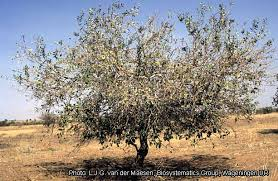 Photo: L.J.G. van der Maesen, Biosystematics Group, Wageningen UR